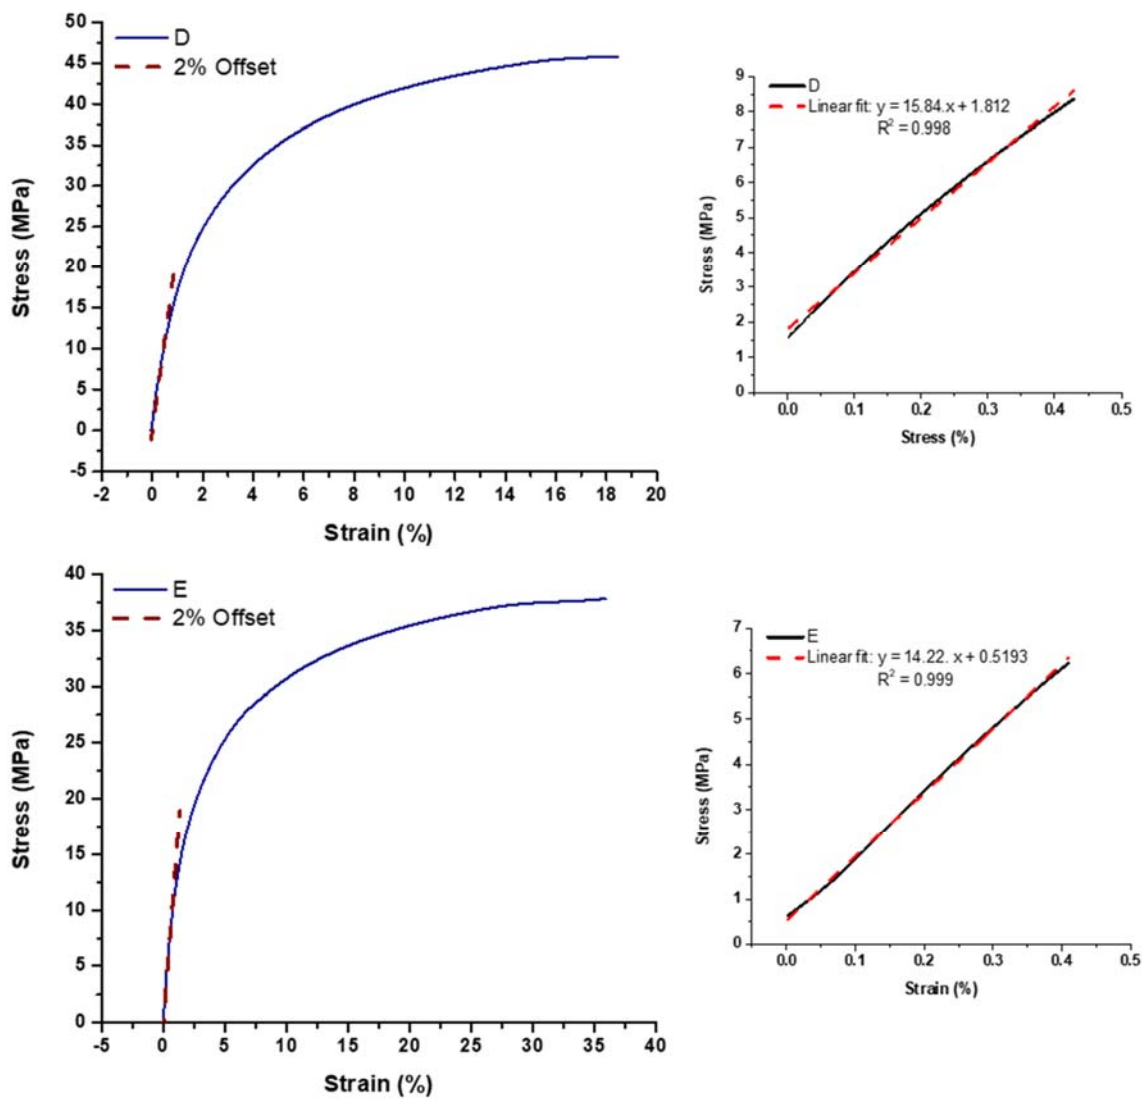 D
2% Offset
50
45
40
35
30
25
20
15
10
5
0
-5
Stress (MPa)
-2 0 2 4 6 8 10 12 14 16 18 20
Strain (%)
D
Linear fit: y = 15.84.x + 1.812
R² = 0.998
9
8
7
6
5
4
3
2
1
0
Stress (MPa)
0.0 0.1 0.2 0.3 0.4 0.5
Stress (%)
E
2% Offset
40
35
30
25
20
15
10
5
0
Stress (MPa)
-5 0 5 10 15 20 25 30 35 40
Strain (%)
E
Linear fit: y = 14.22. x + 0.5193
R² = 0.999
7
6
5
4
3
2
1
0
Stress (MPa)
0.0 0.1 0.2 0.3 0.4 0.5
Strain (%)